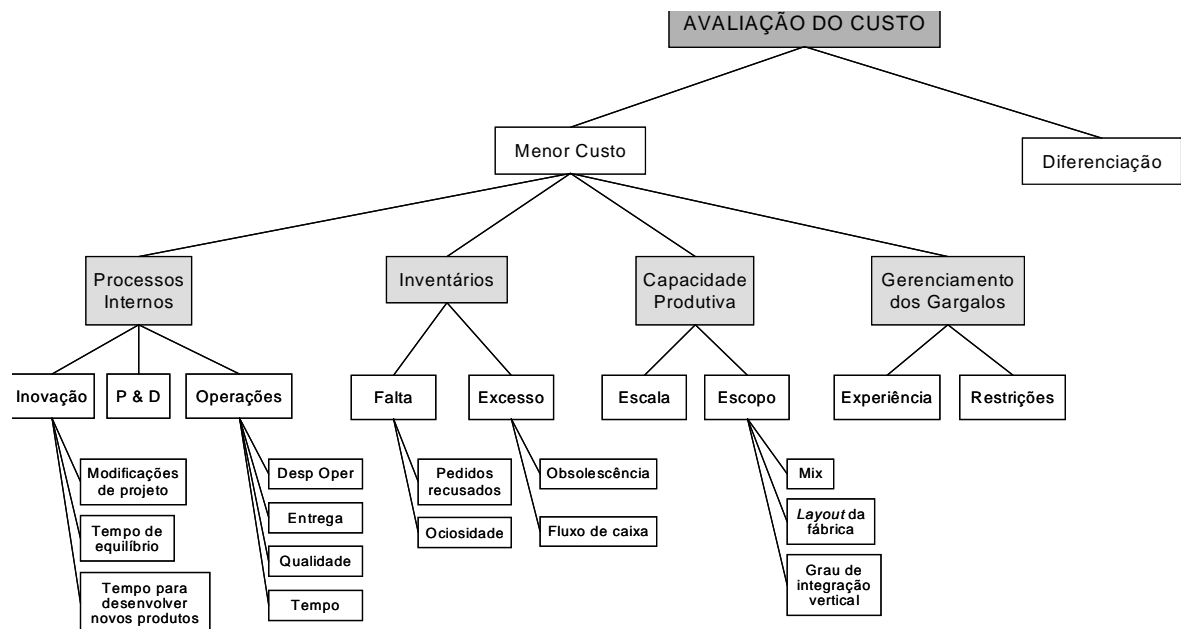 AVALIAÇÃO DO CUSTO
Menor Custo
Diferenciação
Processos
Internos
Inventários
Capacidade
Produtiva
Gerenciamento
dos Gargalos
Inovação
P & D
Operações
Falta
Excesso
Escala
Escopo
Experiência
Restrições
Modificações
de projeto
Tempo de
equilíbrio
Tempo para
desenvolver
novos produtos
Desp Oper
Entrega
Qualidade
Tempo
Pedidos
recusados
Ociosidade
Obsolescência
Fluxo de caixa
Mix
Layout da
fábrica
Grau de
integração
vertical